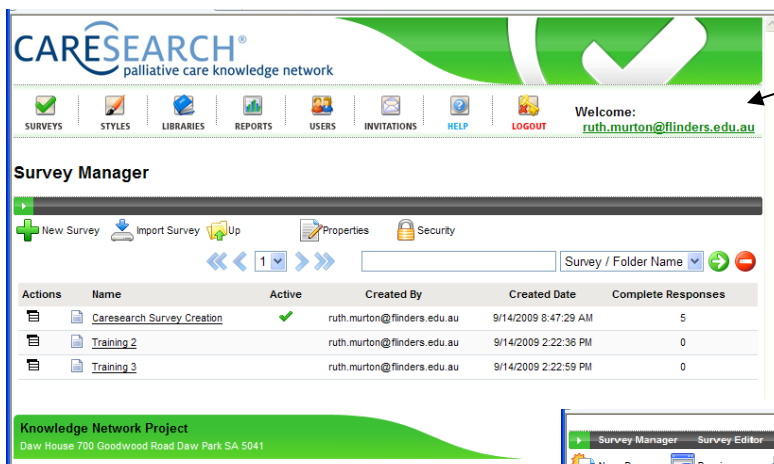 CARESEARCH®
palliative care knowledge network
SURVEYS STYLES LIBRARIES REPORTS USERS INVITATIONS HELP LOGOUT
Welcome:
ruth.murton@flinders.edu.au
Survey Manager
New Survey Import Survey Up Properties Security
1 Survey / Folder Name
Actions Name Active Created By Created Date Complete Responses
Caresearch Survey Creation ruth.murton@flinders.edu.au 9/14/2009 8:47:29 AM 5
Training 2 ruth.murton@flinders.edu.au 9/14/2009 2:22:36 PM 0
Training 3 ruth.murton@flinders.edu.au 9/14/2009 2:22:59 PM 0
Knowledge Network Project
Daw House 700 Goodwood Road Daw Park SA 5041
Survey Manager Survey Editor